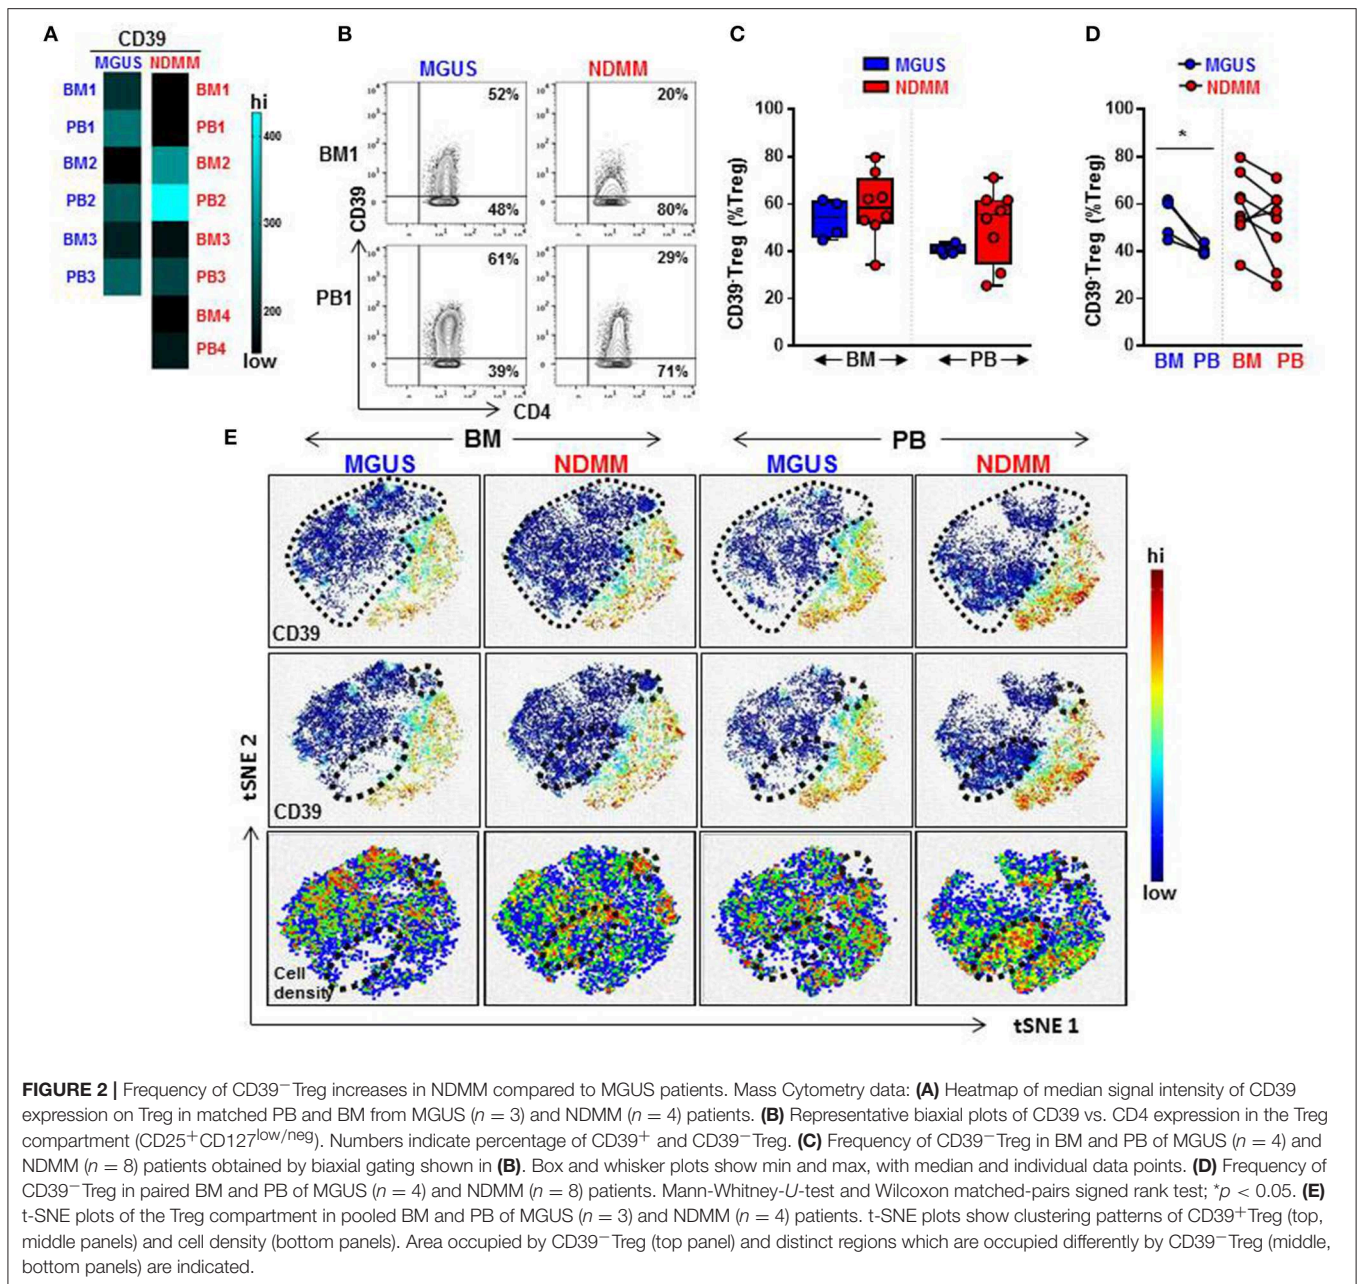 A
CD39
MGUS NDMM
BM1
PB1
BM2
PB2
BM3
PB3
BM1
PB1
BM2
PB2
BM3
PB3
BM4
PB4
hi
400
300
200
low
B
MGUS NDMM
BM1
52%
48%
20%
80%
PB1
61%
39%
29%
71%
CD39
CD4
C
MGUS
NDMM
CD39-Treg (%Treg)
100
80
60
40
20
0
BM PB
D
MGUS
NDMM
CD39-Treg (%Treg)
100
80
60
40
20
0
*
BM PB BM PB
E
BM PB
MGUS NDMM MGUS NDMM
CD39
CD39
Cell
density
tSNE 2
tSNE 1
hi
low
FIGURE 2 | Frequency of CD39−Treg increases in NDMM compared to MGUS patients. Mass Cytometry data: (A) Heatmap of median signal intensity of CD39
expression on Treg in matched PB and BM from MGUS (n = 3) and NDMM (n = 4) patients. (B) Representative biaxial plots of CD39 vs. CD4 expression in the Treg
compartment (CD25+CD127low/neg). Numbers indicate percentage of CD39+ and CD39−Treg. (C) Frequency of CD39−Treg in BM and PB of MGUS (n = 4) and
NDMM (n = 8) patients obtained by biaxial gating shown in (B). Box and whisker plots show min and max, with median and individual data points. (D) Frequency of
CD39−Treg in paired BM and PB of MGUS (n = 4) and NDMM (n = 8) patients. Mann-Whitney-U-test and Wilcoxon matched-pairs signed rank test; *p < 0.05. (E)
t-SNE plots of the Treg compartment in pooled BM and PB of MGUS (n = 3) and NDMM (n = 4) patients. t-SNE plots show clustering patterns of CD39+Treg (top,
middle panels) and cell density (bottom panels). Area occupied by CD39−Treg (top panel) and distinct regions which are occupied differently by CD39−Treg (middle,
bottom panels) are indicated.